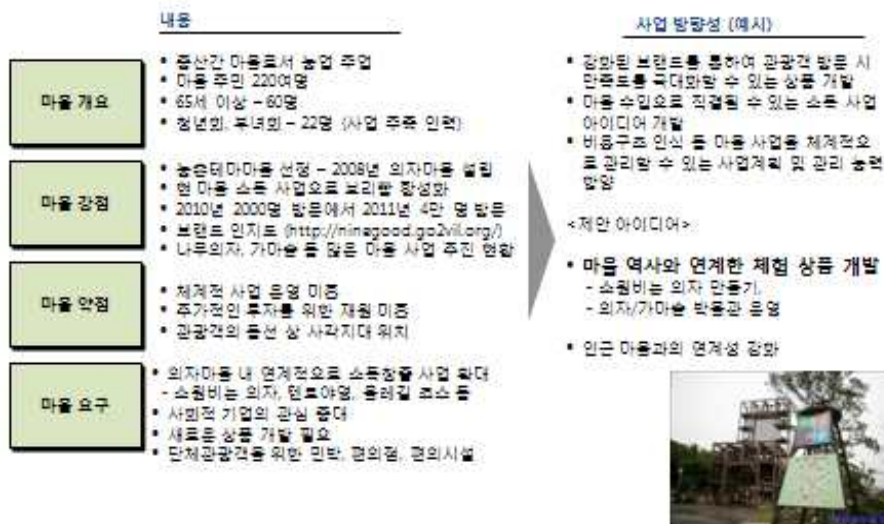 내용
마을 개요
• 중산간 마을로서 농업 주업
• 마을 주민 220여명
• 65세 이상 – 60명
• 청년회, 부녀회 – 22명 (사업 주축 인력)
마을 강점
• 농촌테마마을 선정 – 2008년 의자마을 설립
• 현 마을 소득 사업으로 보리빵 활성화
• 2010년 2000명 방문에서 2011년 4만 명 방문
• 브랜드 인지도 (http://ninegood.go2vil.org/)
• 나무의자, 가마솥 등 많은 마을 사업 추진 현황
마을 약점
• 체계적 사업 운영 미흡
• 추가적인 투자를 위한 재원 미흡
• 관광객의 동선 상 사각지대 위치
마을 요구
• 의자마을 내 연계적으로 소득창출 사업 확대
- 소원비는 의자, 텐트야영, 올레길 코스 등
• 사회적 기업의 관심 증대
• 새로운 상품 개발 필요
• 단체관광객을 위한 민박, 편의점, 편의시설
사업 방향성 (예시)
• 강화된 브랜드를 통하여 관광객 방문 시
만족도를 극대화할 수 있는 상품 개발
• 마을 수입으로 직결될 수 있는 소득 사업
아이디어 개발
• 비용구조 인식 등 마을 사업을 체계적으
로 관리할 수 있는 사업계획 및 관리 능력
함양
<제안 아이디어>
• 마을 역사와 연계한 체험 상품 개발
- 소원비는 의자 만들기,
- 의자/가마솥 박물관 운영
• 인근 마을과의 연계성 강화